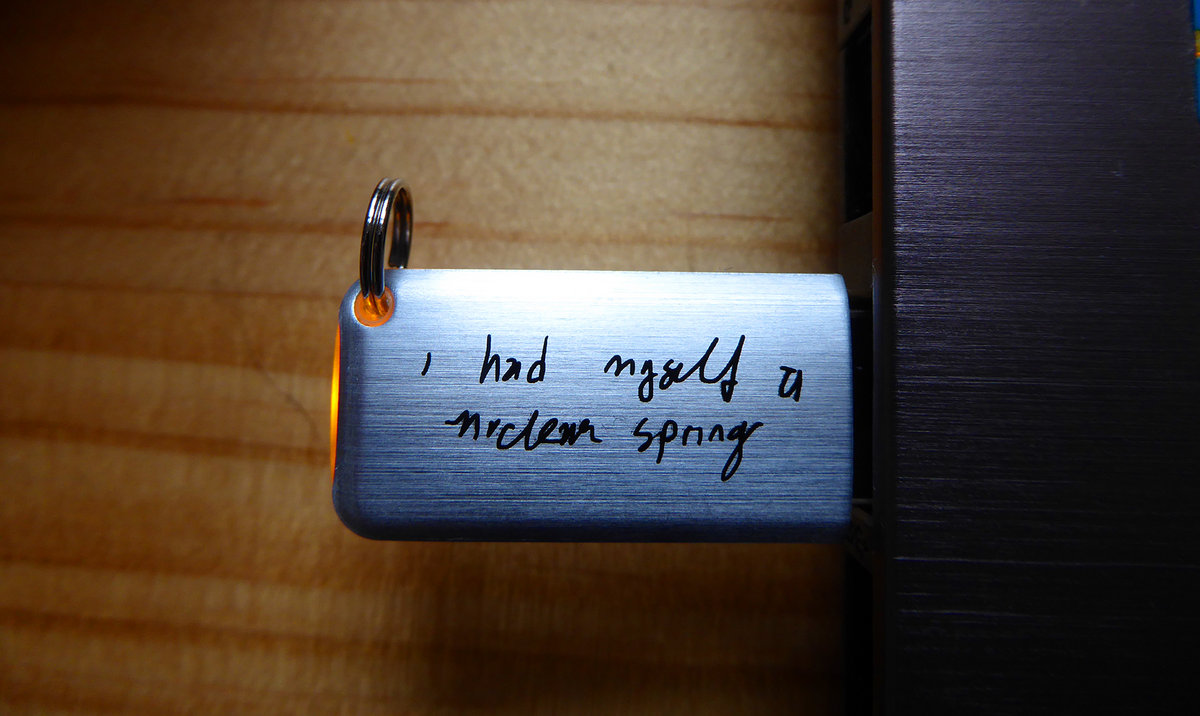 i had myself a
nuclear spring